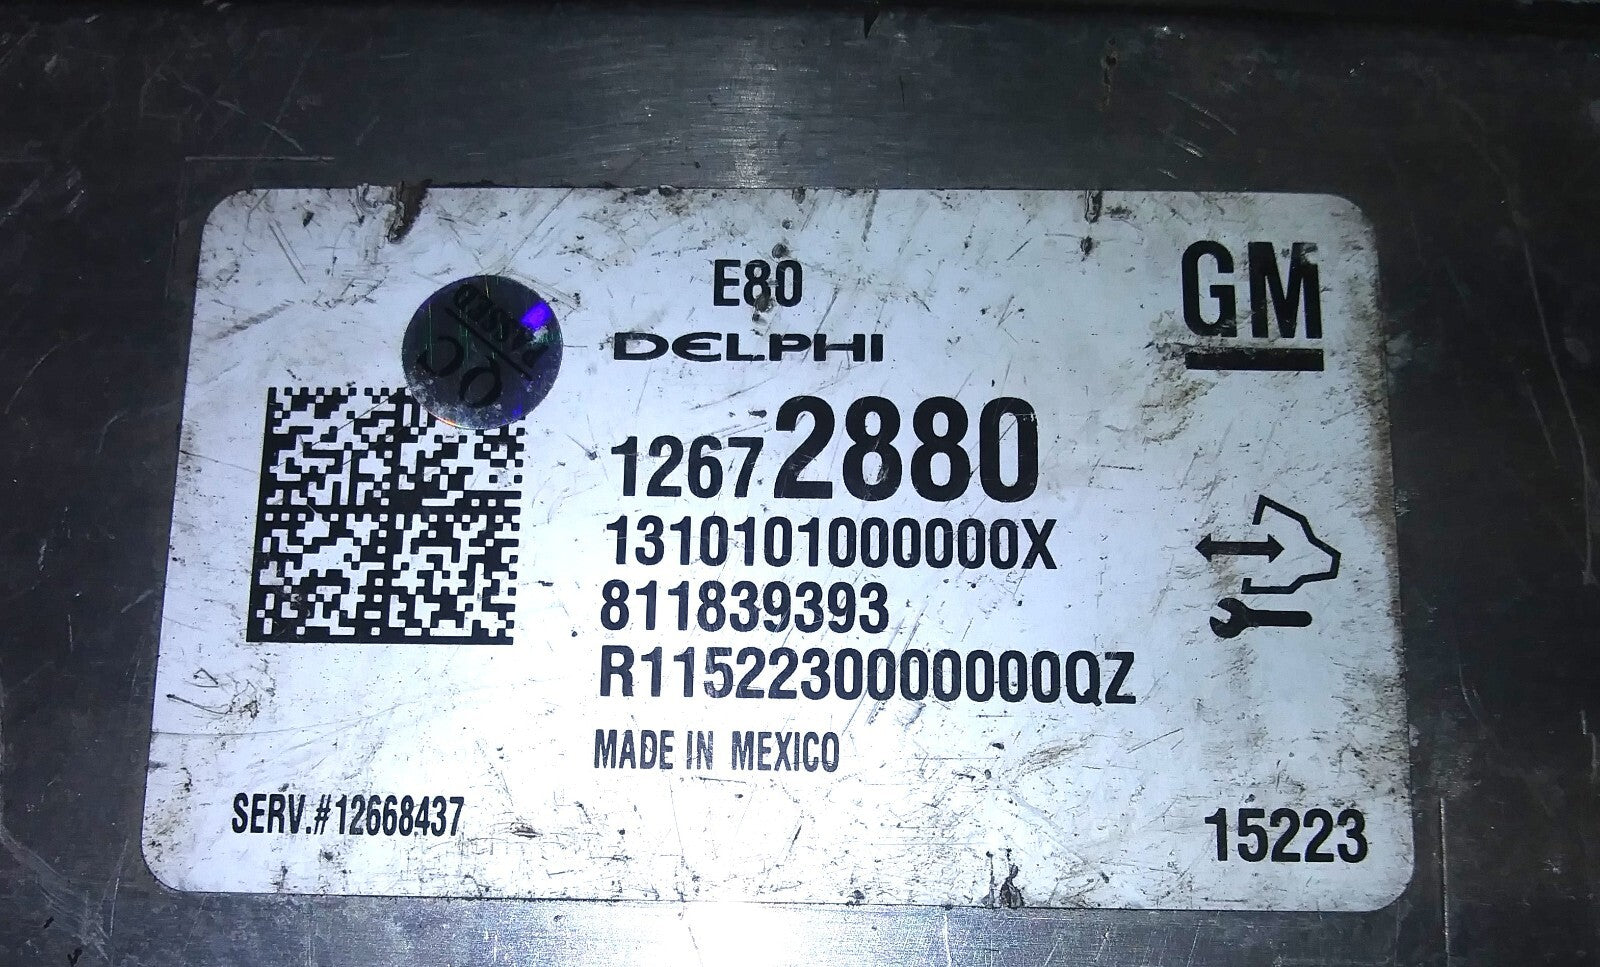 E80
GM
DELPHI
QC
PASSED
12672880
1310101000000X
811839393
R1152230000000QZ
MADE IN MEXICO
SERV.#12668437
15223